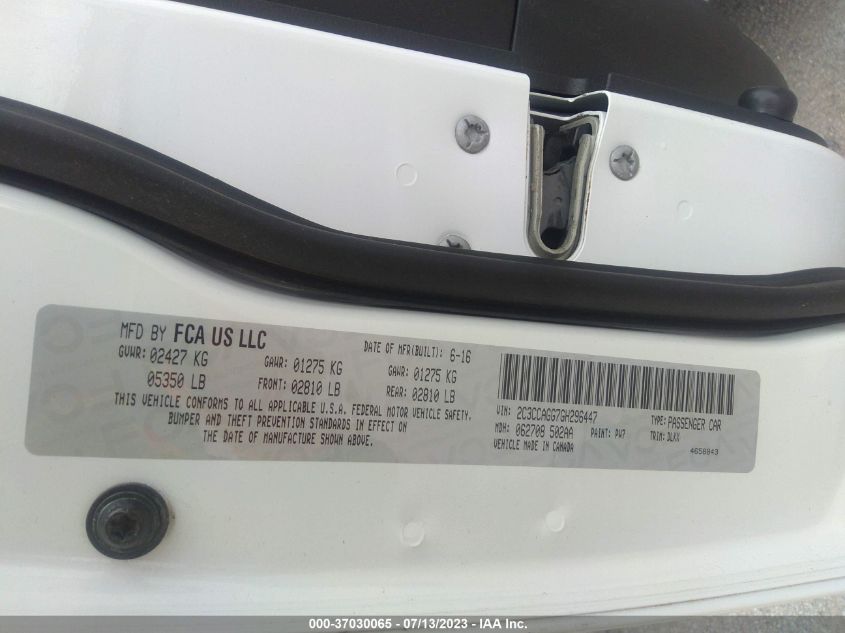 MFD BY FCA US LLC DATE OF MFR(BUILT): 6-16
GVWR: 02427 KG GAWR: 01275 KG GAWR: 01275 KG
05350 LB FRONT: 02810 LB REAR: 02810 LB
THIS VEHICLE CONFORMS TO ALL APPLICABLE U.S.A. FEDERAL MOTOR VEHICLE SAFETY,
BUMPER AND THEFT PREVENTION STANDARDS IN EFFECT ON
THE DATE OF MANUFACTURE SHOWN ABOVE.
VIN: 2C3CCAGG7GH296447 TYPE: PASSENGER CAR
MDH: 062709 502AA PAINT: PW7 TRIM: DLXX
VEHICLE MADE IN CANADA 4658843
000-37030065 - 07/13/2023 - IAA Inc.